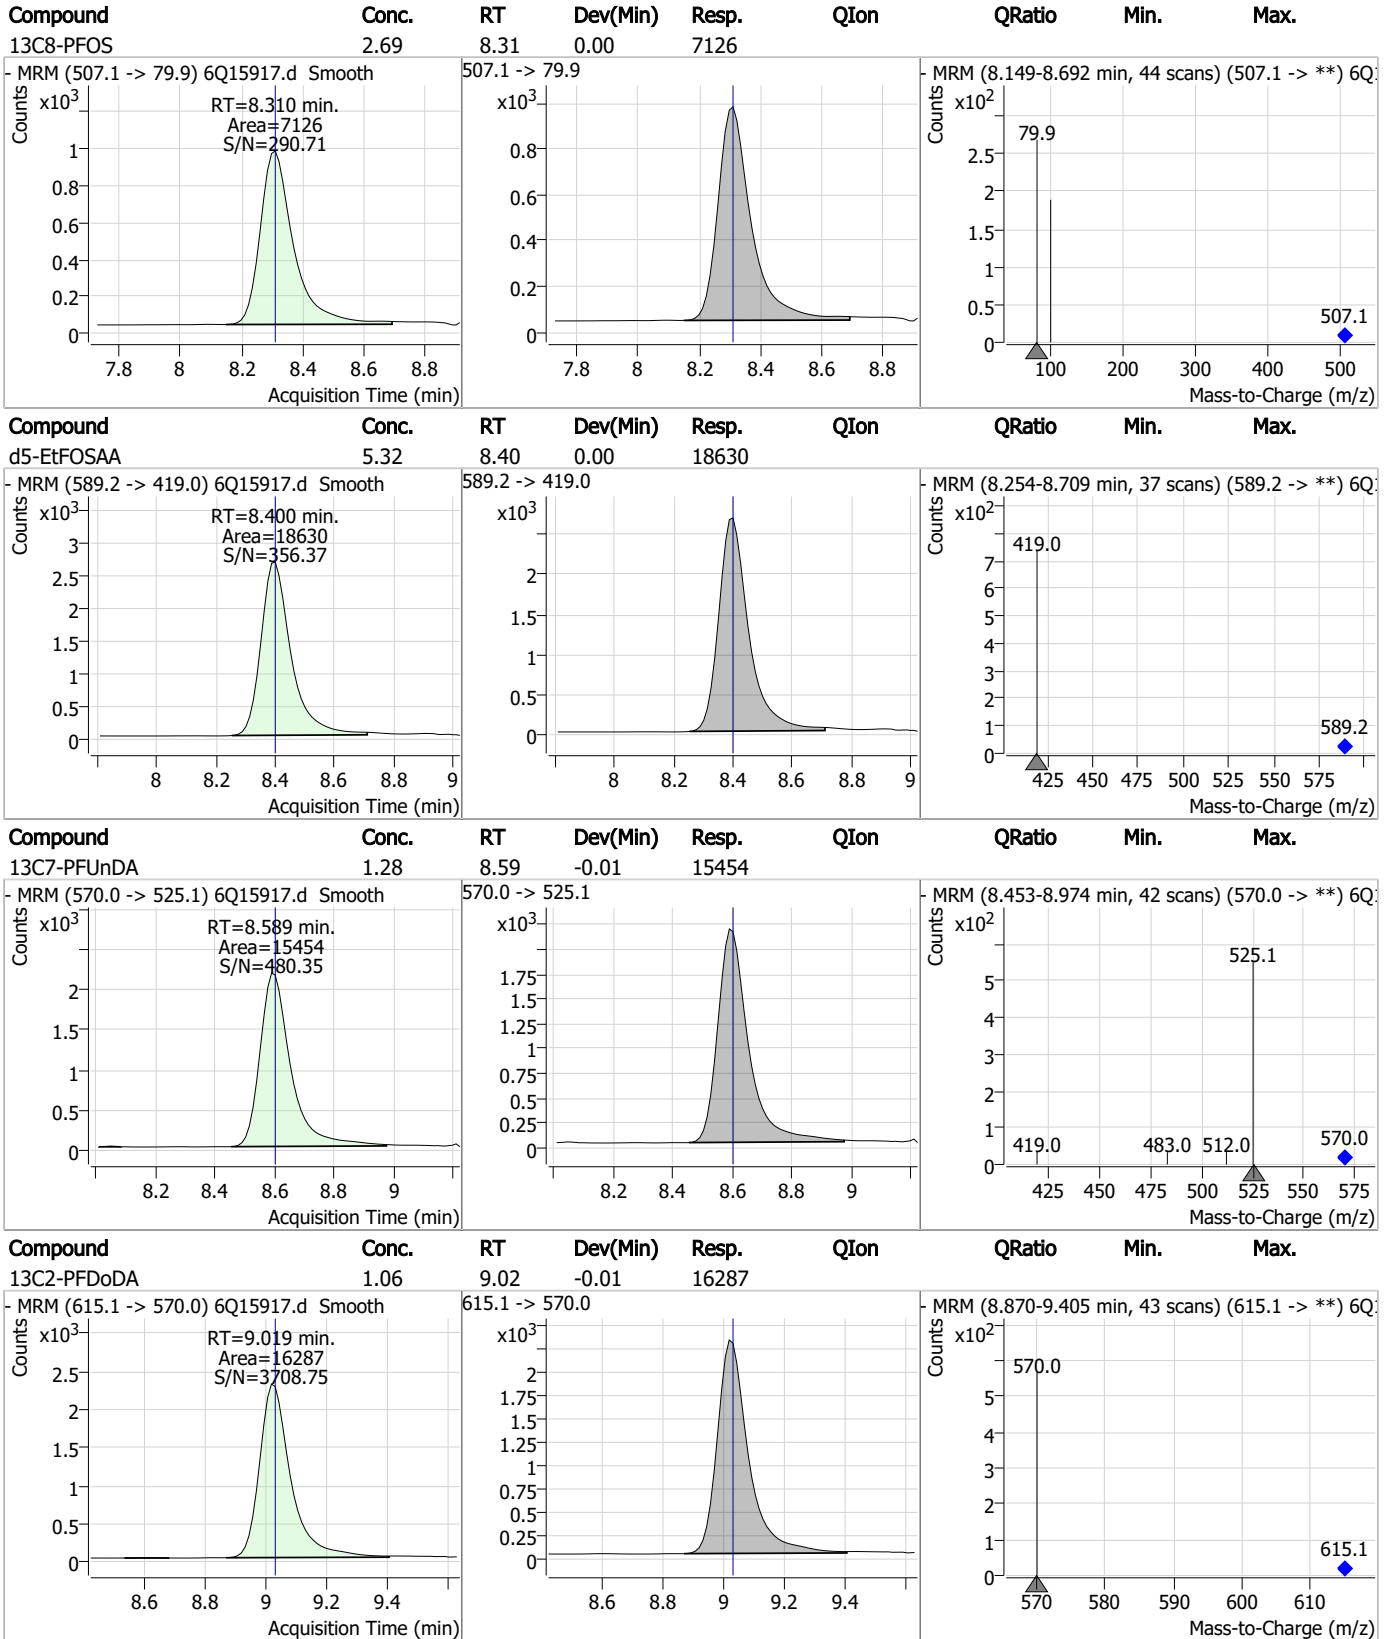 Compound Conc. RT Dev(Min) Resp. QIon QRatio Min. Max.
13C8-PFOS 2.69 8.31 0.00 7126
- MRM (507.1 -> 79.9) 6Q15917.d Smooth
Counts
x10³
RT=8.310 min.
Area=7126
S/N=290.71
1
0.8
0.6
0.4
0.2
0
7.8 8 8.2 8.4 8.6 8.8
Acquisition Time (min)
507.1 -> 79.9
x10³
0.8
0.6
0.4
0.2
0
7.8 8 8.2 8.4 8.6 8.8
- MRM (8.149-8.692 min, 44 scans) (507.1 -> **) 6Q
Counts
x10²
79.9
2.5
2
1.5
1
0.5
0
507.1
100 200 300 400 500
Mass-to-Charge (m/z)
Compound Conc. RT Dev(Min) Resp. QIon QRatio Min. Max.
d5-EtFOSAA 5.32 8.40 0.00 18630
- MRM (589.2 -> 419.0) 6Q15917.d Smooth
Counts
x10³
RT=8.400 min.
Area=18630
S/N=356.37
3
2.5
2
1.5
1
0.5
0
8 8.2 8.4 8.6 8.8 9
Acquisition Time (min)
589.2 -> 419.0
x10³
2
1.5
1
0.5
0
8 8.2 8.4 8.6 8.8 9
- MRM (8.254-8.709 min, 37 scans) (589.2 -> **) 6Q
Counts
x10²
419.0
7
6
5
4
3
2
1
0
589.2
425 450 475 500 525 550 575
Mass-to-Charge (m/z)
Compound Conc. RT Dev(Min) Resp. QIon QRatio Min. Max.
13C7-PFUnDA 1.28 8.59 -0.01 15454
- MRM (570.0 -> 525.1) 6Q15917.d Smooth
Counts
x10³
RT=8.589 min.
Area=15454
S/N=480.35
2
1.5
1
0.5
0
8.2 8.4 8.6 8.8 9
Acquisition Time (min)
570.0 -> 525.1
x10³
1.75
1.5
1.25
1
0.75
0.5
0.25
0
8.2 8.4 8.6 8.8 9
- MRM (8.453-8.974 min, 42 scans) (570.0 -> **) 6Q
Counts
x10²
525.1
5
4
3
2
1
0
419.0 483.0 512.0 570.0
425 450 475 500 525 550 575
Mass-to-Charge (m/z)
Compound Conc. RT Dev(Min) Resp. QIon QRatio Min. Max.
13C2-PFDoDA 1.06 9.02 -0.01 16287
- MRM (615.1 -> 570.0) 6Q15917.d Smooth
Counts
x10³
RT=9.019 min.
Area=16287
S/N=3708.75
2.5
2
1.5
1
0.5
0
8.6 8.8 9 9.2 9.4
Acquisition Time (min)
615.1 -> 570.0
x10³
2
1.75
1.5
1.25
1
0.75
0.5
0.25
0
8.6 8.8 9 9.2 9.4
- MRM (8.870-9.405 min, 43 scans) (615.1 -> **) 6Q
Counts
x10²
570.0
5
4
3
2
1
0
615.1
570 580 590 600 610
Mass-to-Charge (m/z)